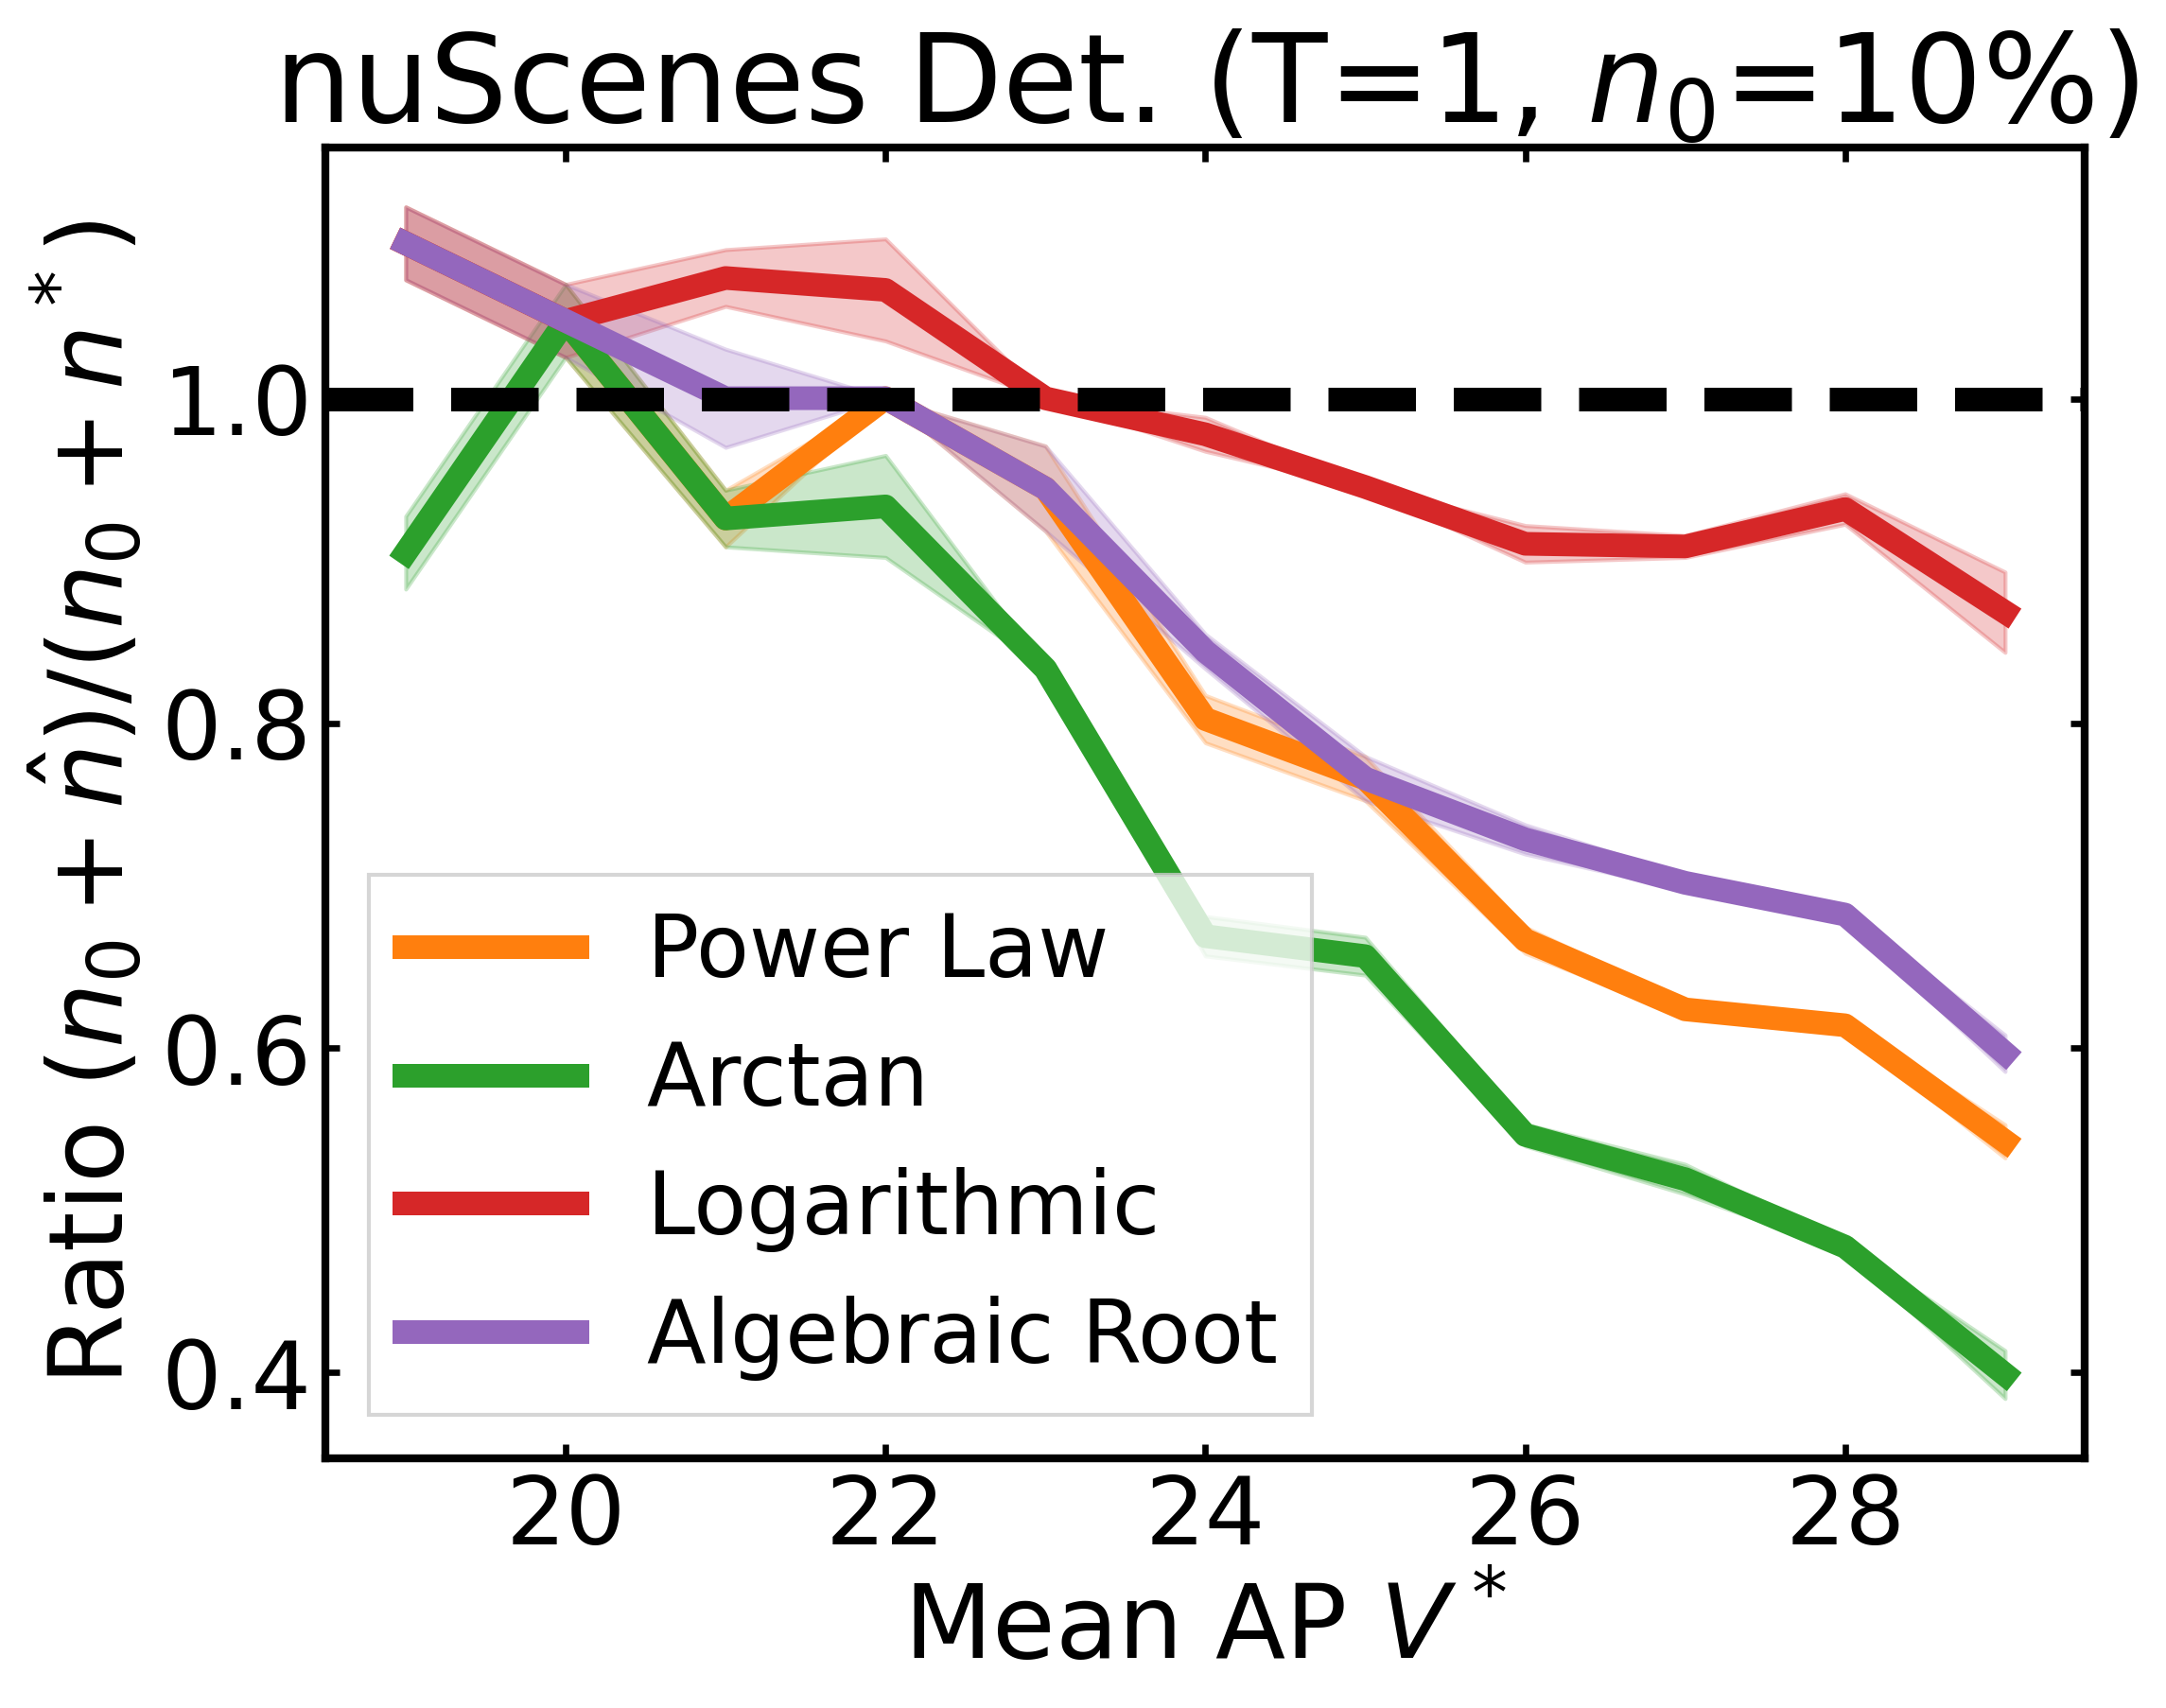 nuScenes Det. (T=1, n₀=10%)
Ratio (n₀ + n̂)/(n₀ + n*)
1.0
0.8
0.6
0.4
Power Law
Arctan
Logarithmic
Algebraic Root
20 22 24 26 28
Mean AP V*